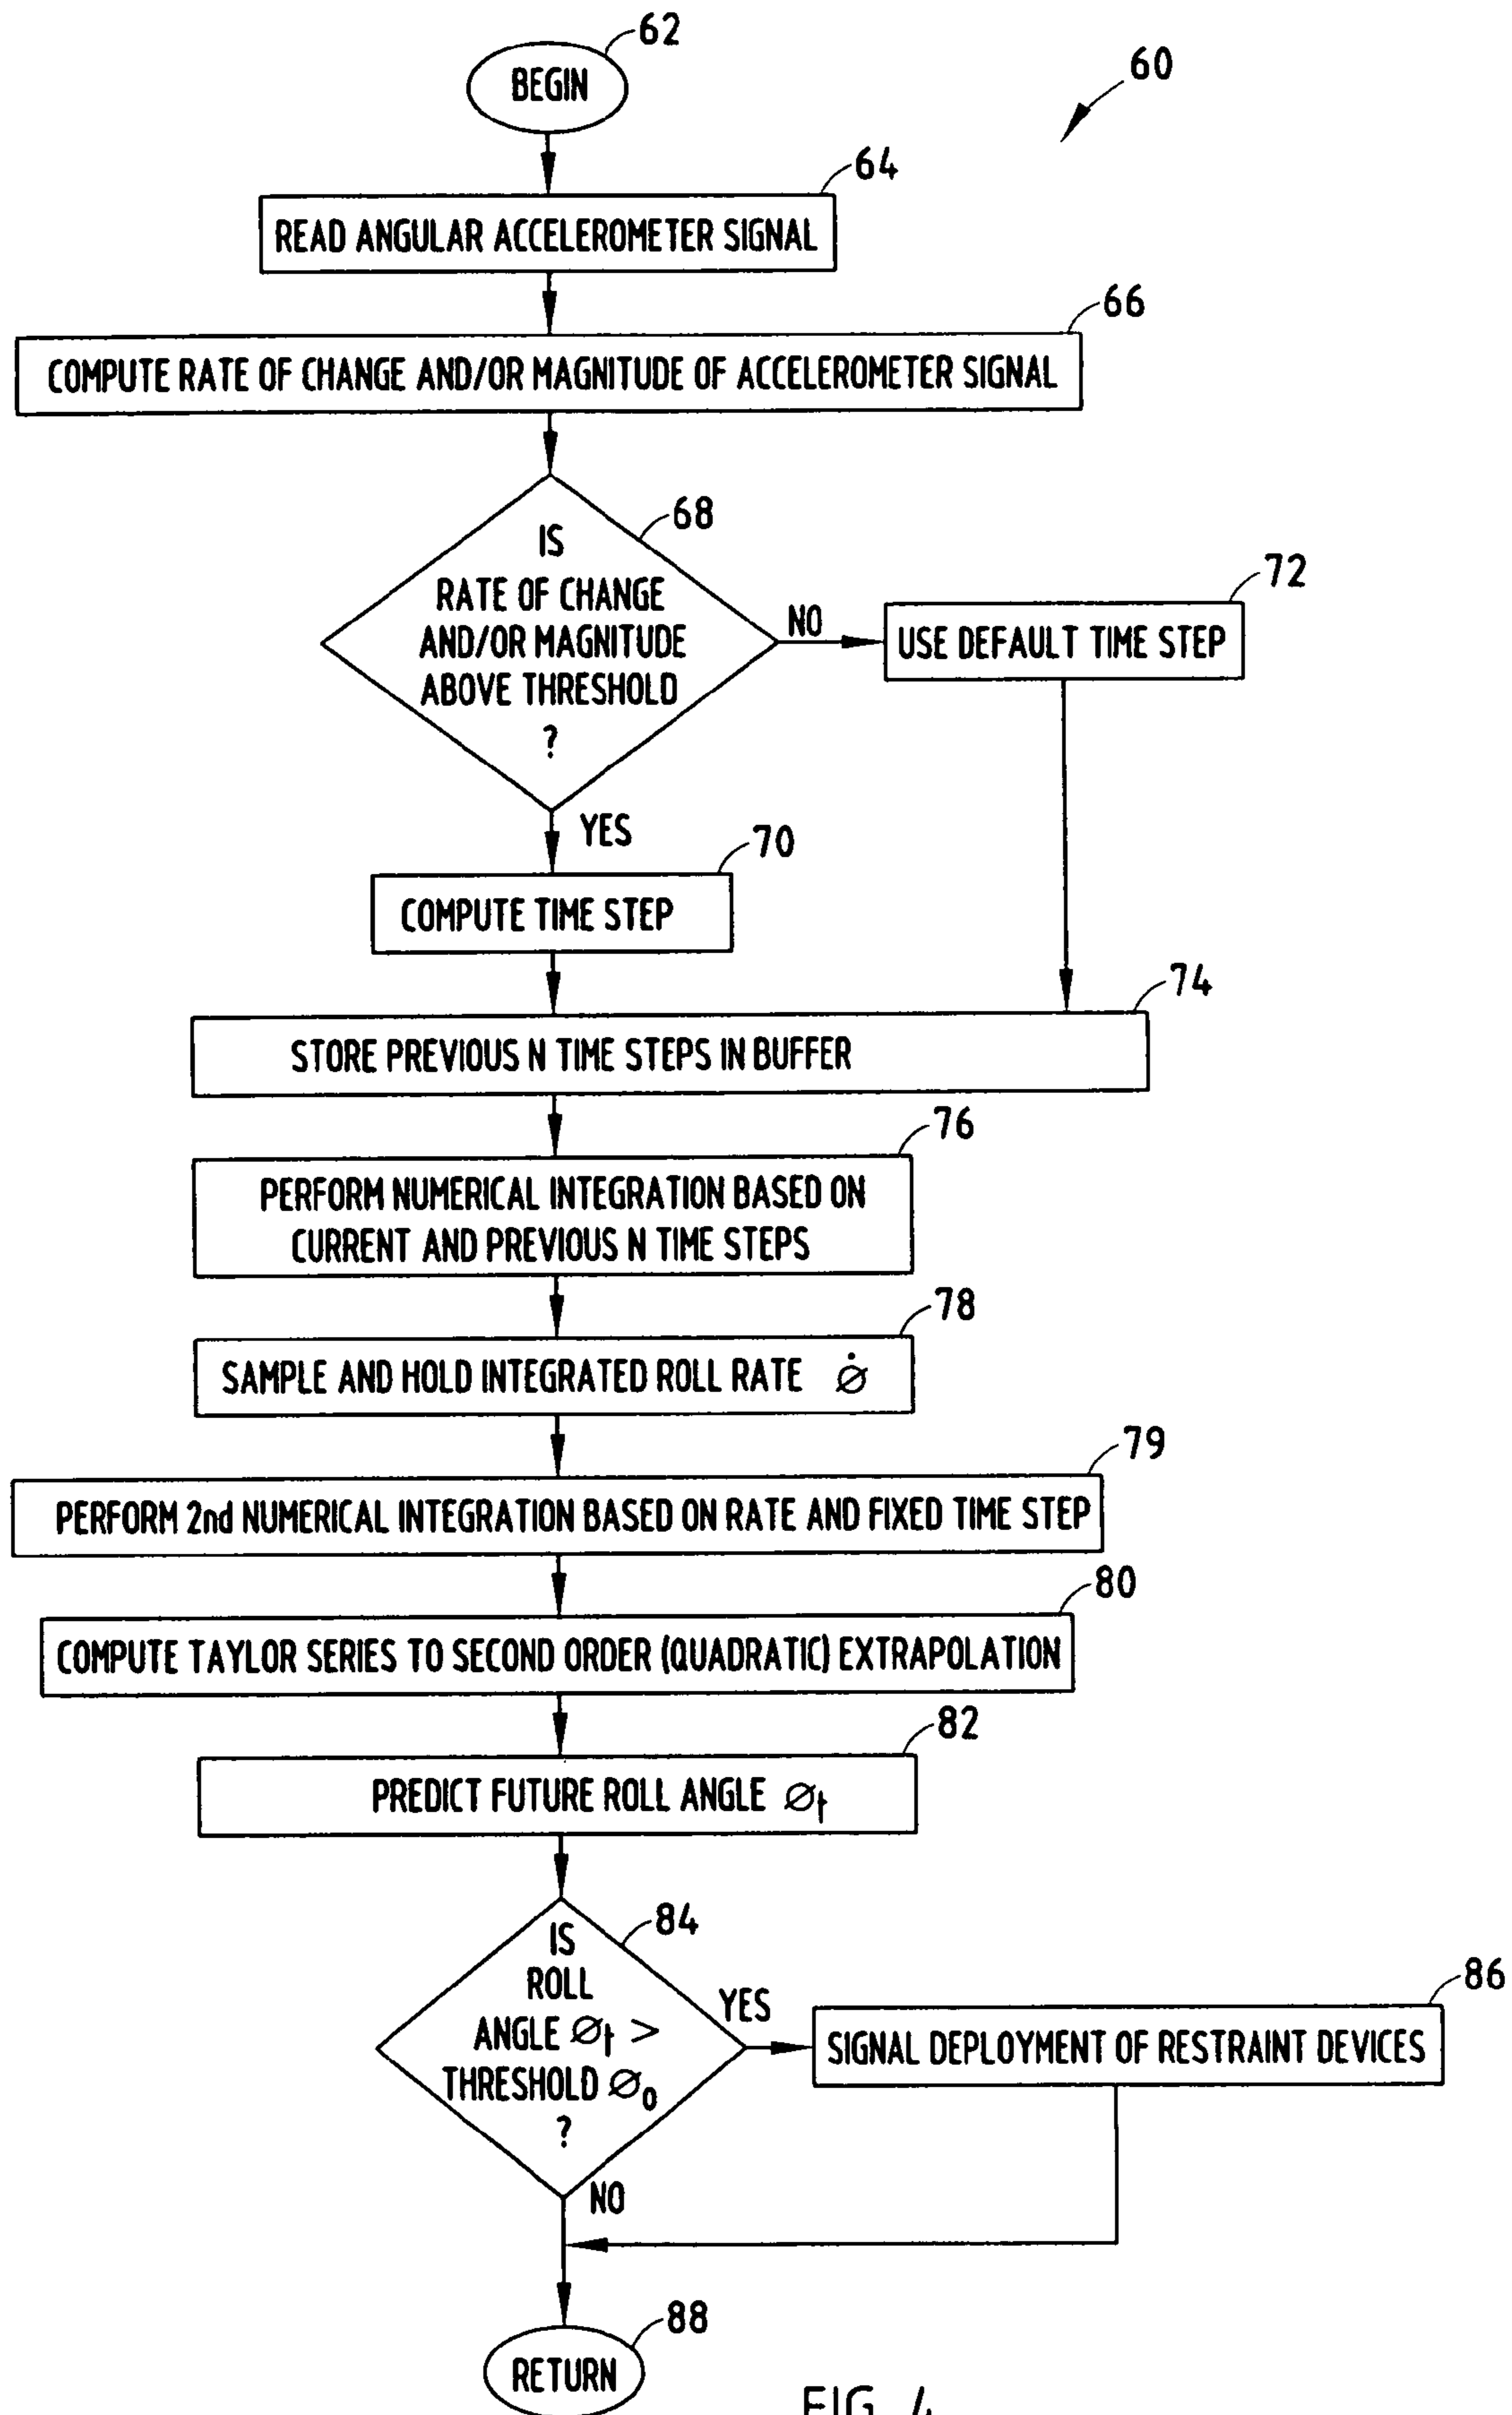 62
BEGIN
60
64
READ ANGULAR ACCELEROMETER SIGNAL
66
COMPUTE RATE OF CHANGE AND/OR MAGNITUDE OF ACCELEROMETER SIGNAL
68
IS
RATE OF CHANGE
AND/OR MAGNITUDE
ABOVE THRESHOLD
?
NO
72
USE DEFAULT TIME STEP
YES
70
COMPUTE TIME STEP
74
STORE PREVIOUS N TIME STEPS IN BUFFER
76
PERFORM NUMERICAL INTEGRATION BASED ON
CURRENT AND PREVIOUS N TIME STEPS
78
SAMPLE AND HOLD INTEGRATED ROLL RATE ∅̇
79
PERFORM 2nd NUMERICAL INTEGRATION BASED ON RATE AND FIXED TIME STEP
80
COMPUTE TAYLOR SERIES TO SECOND ORDER (QUADRATIC) EXTRAPOLATION
82
PREDICT FUTURE ROLL ANGLE ∅t
84
IS
ROLL
ANGLE ∅t >
THRESHOLD ∅0
?
YES
86
SIGNAL DEPLOYMENT OF RESTRAINT DEVICES
NO
88
RETURN
FIG. 4